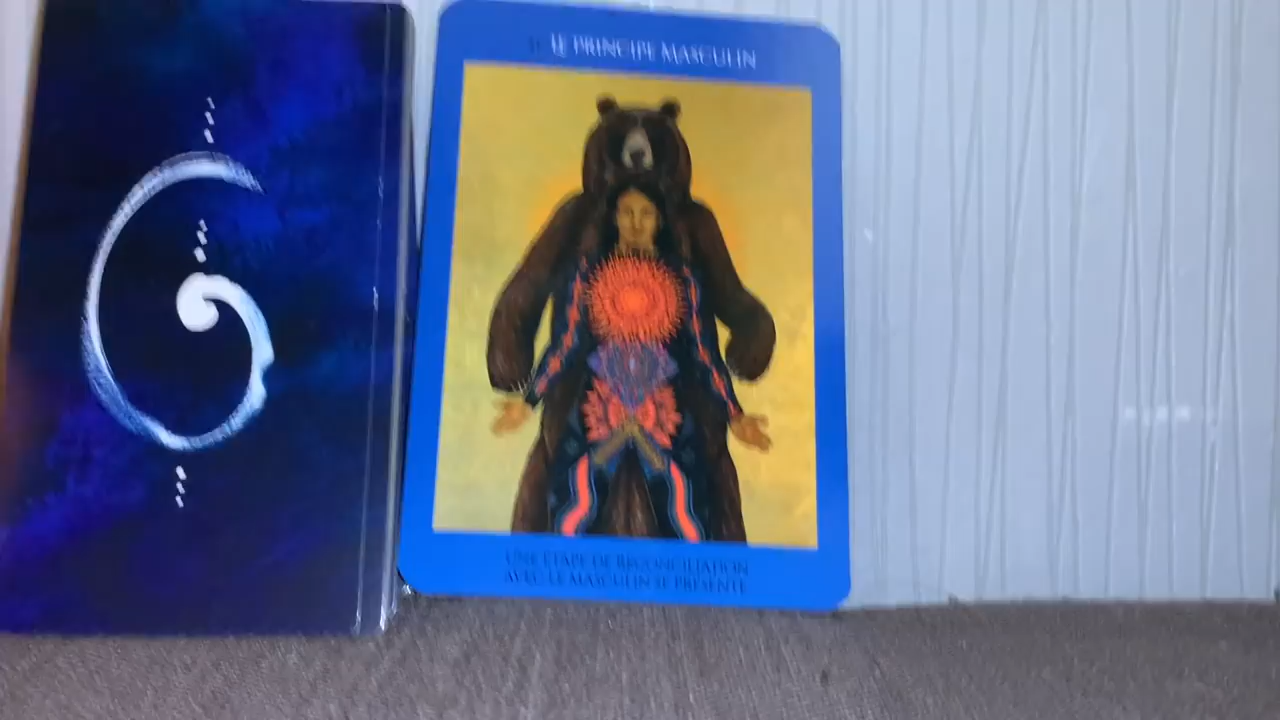 LE PRINCIPE MASCULIN
UNE ÉTAPE DE RÉCONCILIATION
AVEC LE MASCULIN SE PRÉSENTE